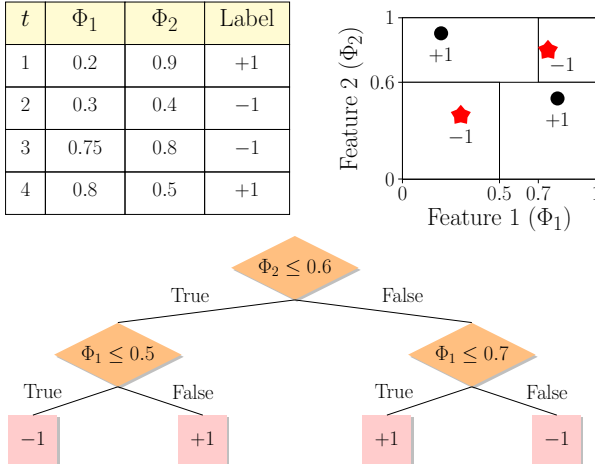 t Φ₁ Φ₂ Label
1 0.2 0.9 +1
2 0.3 0.4 −1
3 0.75 0.8 −1
4 0.8 0.5 +1
Feature 2 (Φ₂)
1
0.6
0
+1
−1
−1
+1
0 0.5 0.7 1
Feature 1 (Φ₁)
Φ₂ ≤ 0.6
True False
Φ₁ ≤ 0.5 Φ₁ ≤ 0.7
True False True False
−1 +1 +1 −1